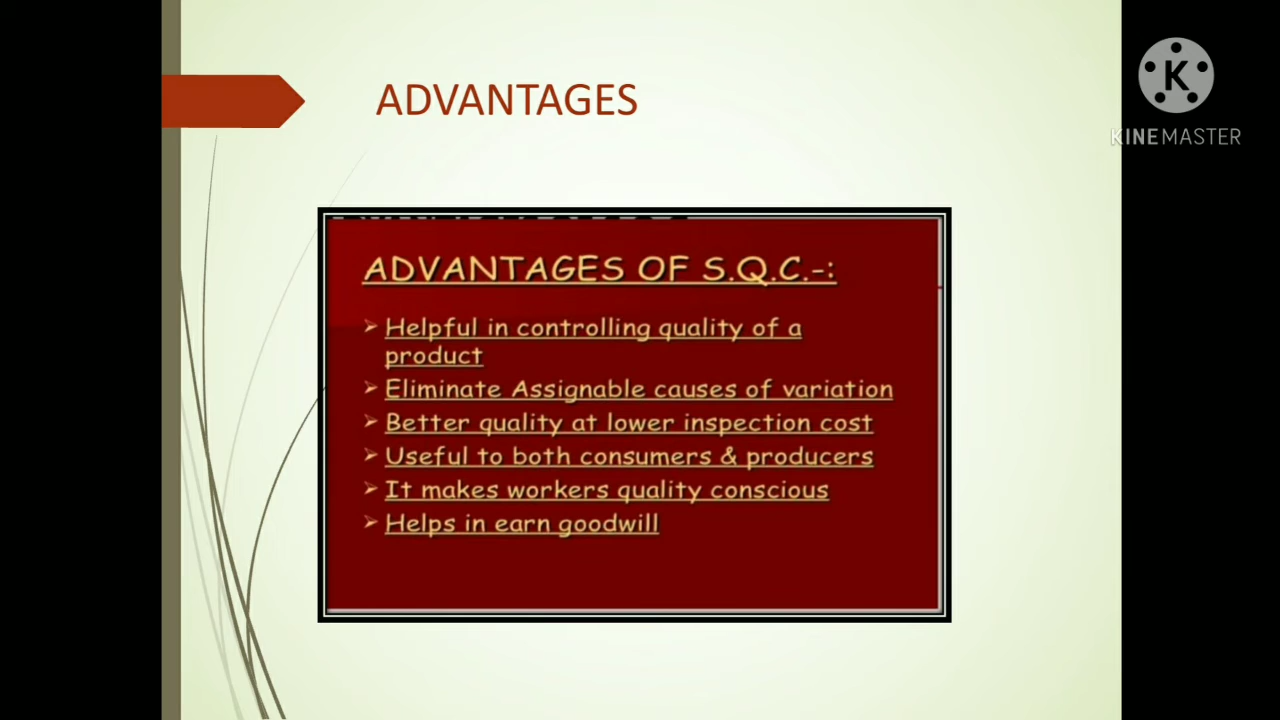 ADVANTAGES
K
KINEMASTER
ADVANTAGES OF S.Q.C.-:
➢ Helpful in controlling quality of a
product
➢ Eliminate Assignable causes of variation
➢ Better quality at lower inspection cost
➢ Useful to both consumers & producers
➢ It makes workers quality conscious
➢ Helps in earn goodwill